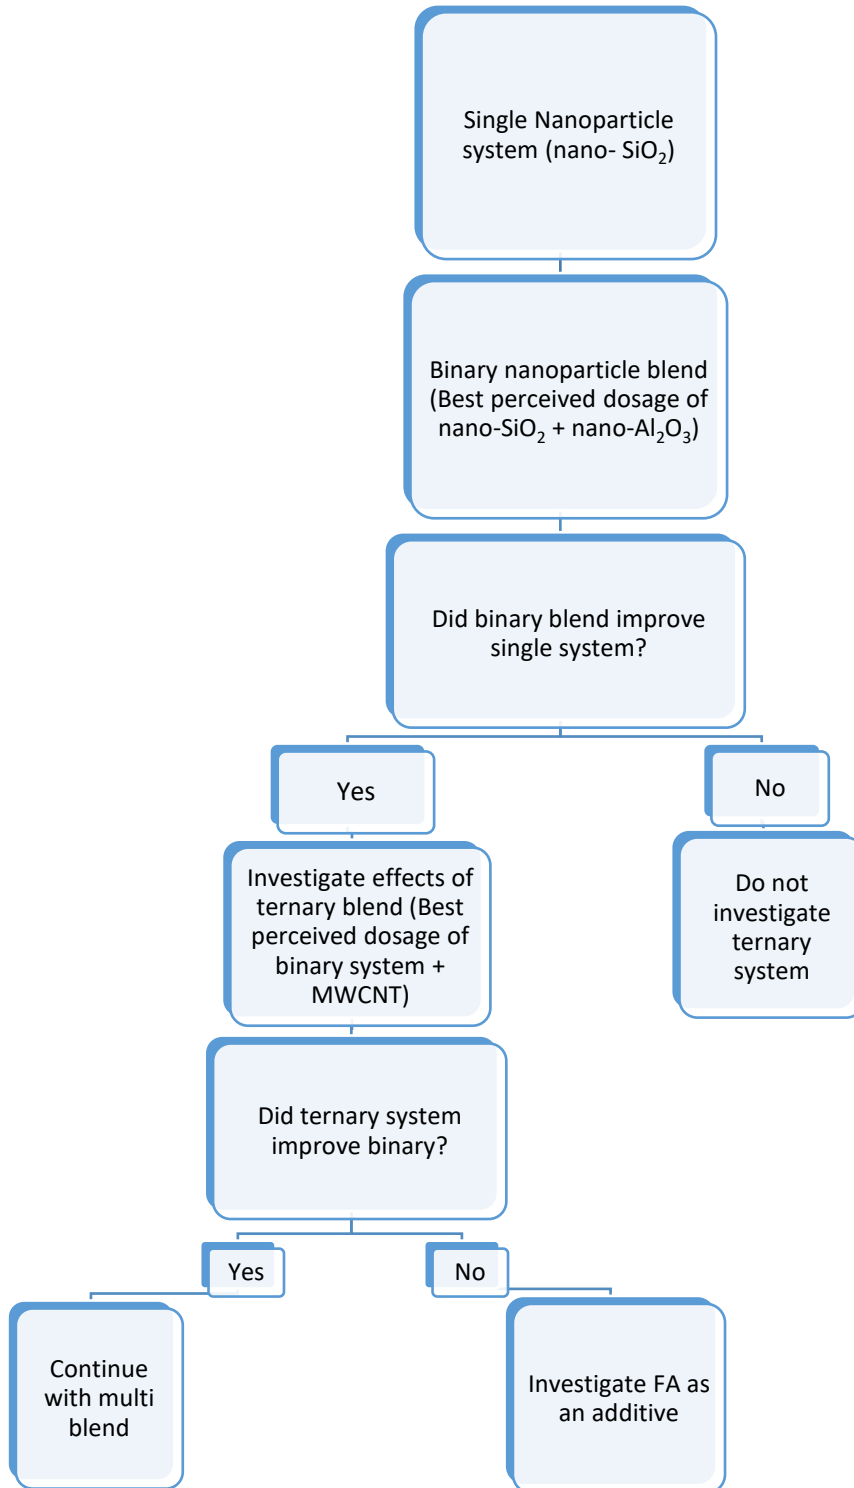 Single Nanoparticle
system (nano- SiO₂)
Binary nanoparticle blend
(Best perceived dosage of
nano-SiO₂ + nano-Al₂O₃)
Did binary blend improve
single system?
Yes
No
Investigate effects of
ternary blend (Best
perceived dosage of
binary system +
MWCNT)
Do not
investigate
ternary
system
Did ternary system
improve binary?
Yes
No
Continue
with multi
blend
Investigate FA as
an additive